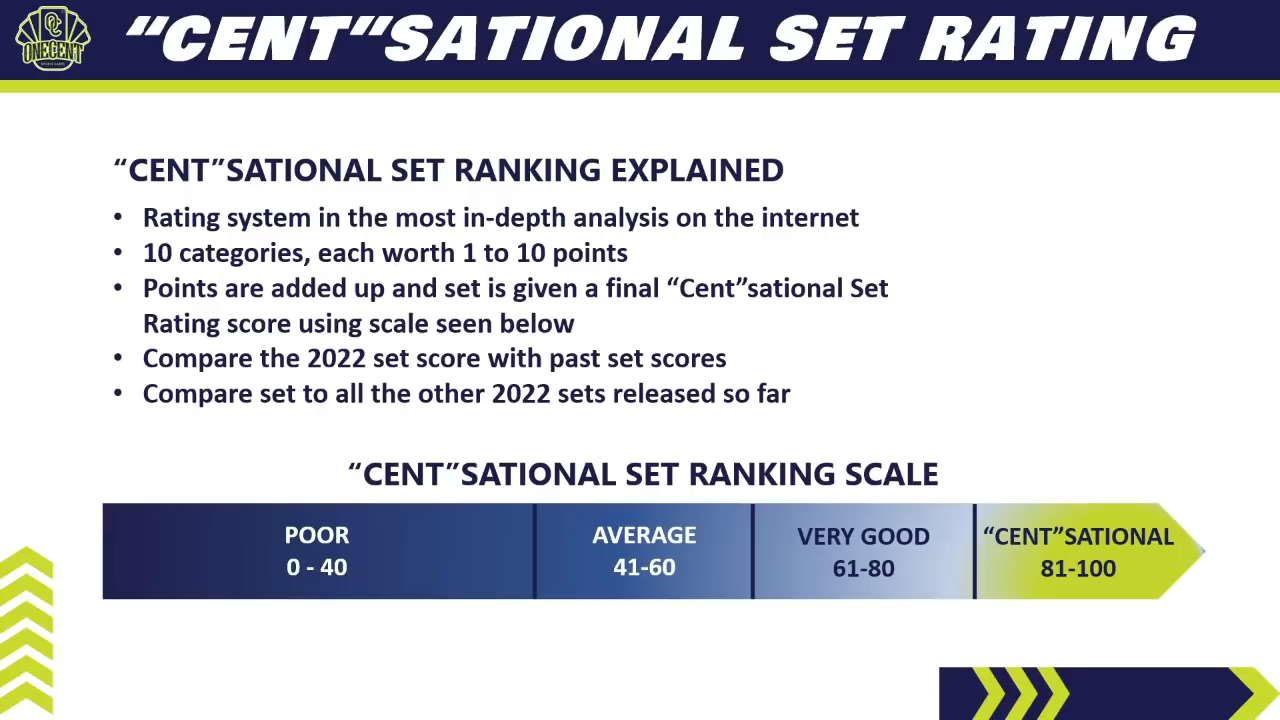 “CENT”SATIONAL SET RATING
OC
ONECENT
SPORTS CARDS
“CENT”SATIONAL SET RANKING EXPLAINED
• Rating system in the most in-depth analysis on the internet
• 10 categories, each worth 1 to 10 points
• Points are added up and set is given a final “Cent”sational Set
Rating score using scale seen below
• Compare the 2022 set score with past set scores
• Compare set to all the other 2022 sets released so far
“CENT”SATIONAL SET RANKING SCALE
POOR
0 - 40
AVERAGE
41-60
VERY GOOD
61-80
“CENT”SATIONAL
81-100